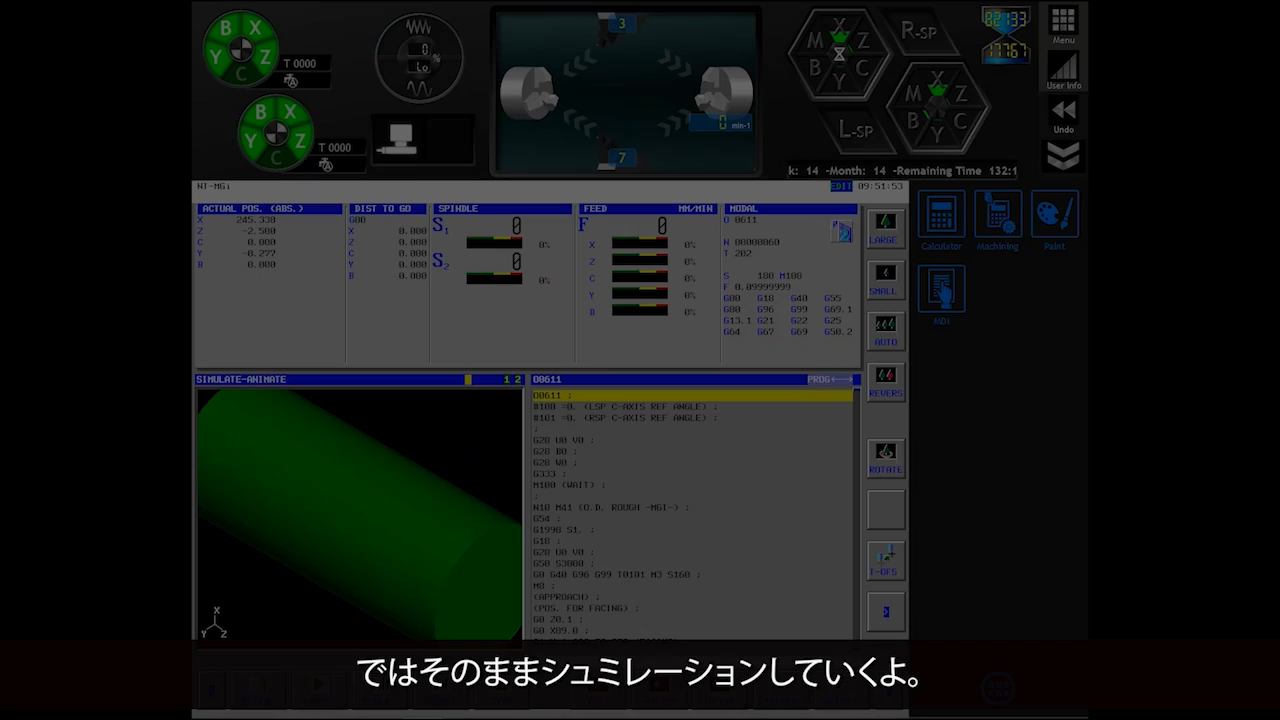 B X
Y Z
C
T 0000
B X
Y Z
C
T 0000
0 %
Lo
3
7
0 min-1
X
M Z
B C
Y
R-SP
L-SP
X
M Z
B C
Y
82133
17767
Menu
User Info
Undo
k: 14 -Month: 14 -Remaining Time 132:1
NT-MGi
EDIT 09:51:53
ACTUAL POS. (ABS.)
X 245.338
Z -2.500
C 0.000
Y -0.277
B 0.000
DIST TO GO
G00
X 0.000
Z 0.000
C 0.000
Y 0.000
B 0.000
SPINDLE
S1 0
0%
S2 0
0%
FEED MM/MIN
F 0
X 0%
Z 0%
C 0%
Y 0%
B 0%
MODAL
O 0611
N 00000060
T 202
S 180 M108
F 0.09999999
G80 G18 G40 G55
G80 G96 G99 G69.1
G13.1 G21 G22 G25
G64 G67 G69 G50.2
LARGE
SMALL
AUTO
REVERS
ROTATE
T-OFS
Calculator
Machining
Paint
MDI
SIMULATE-ANIMATE 1 2
X
Y Z
O0611 PROG
O0611 ;
#100 =0. (LSP C-AXIS REF ANGLE) ;
#101 =0. (RSP C-AXIS REF ANGLE) ;
;
G28 U0 V0 ;
G28 B0 ;
G28 W0 ;
G333 ;
M100 (WAIT) ;
;
N10 M41 (O.D. ROUGH -MGI-) ;
G54 ;
G1998 S1. ;
G18 ;
G28 U0 V0 ;
G50 S3000 ;
G0 G40 G96 G99 T0101 M3 S160 ;
M8 ;
(APPROACH) ;
(POS. FOR FACING) ;
G0 Z0.1 ;
G0 X89.0 ;
ではそのままシュミレーションしていくよ。